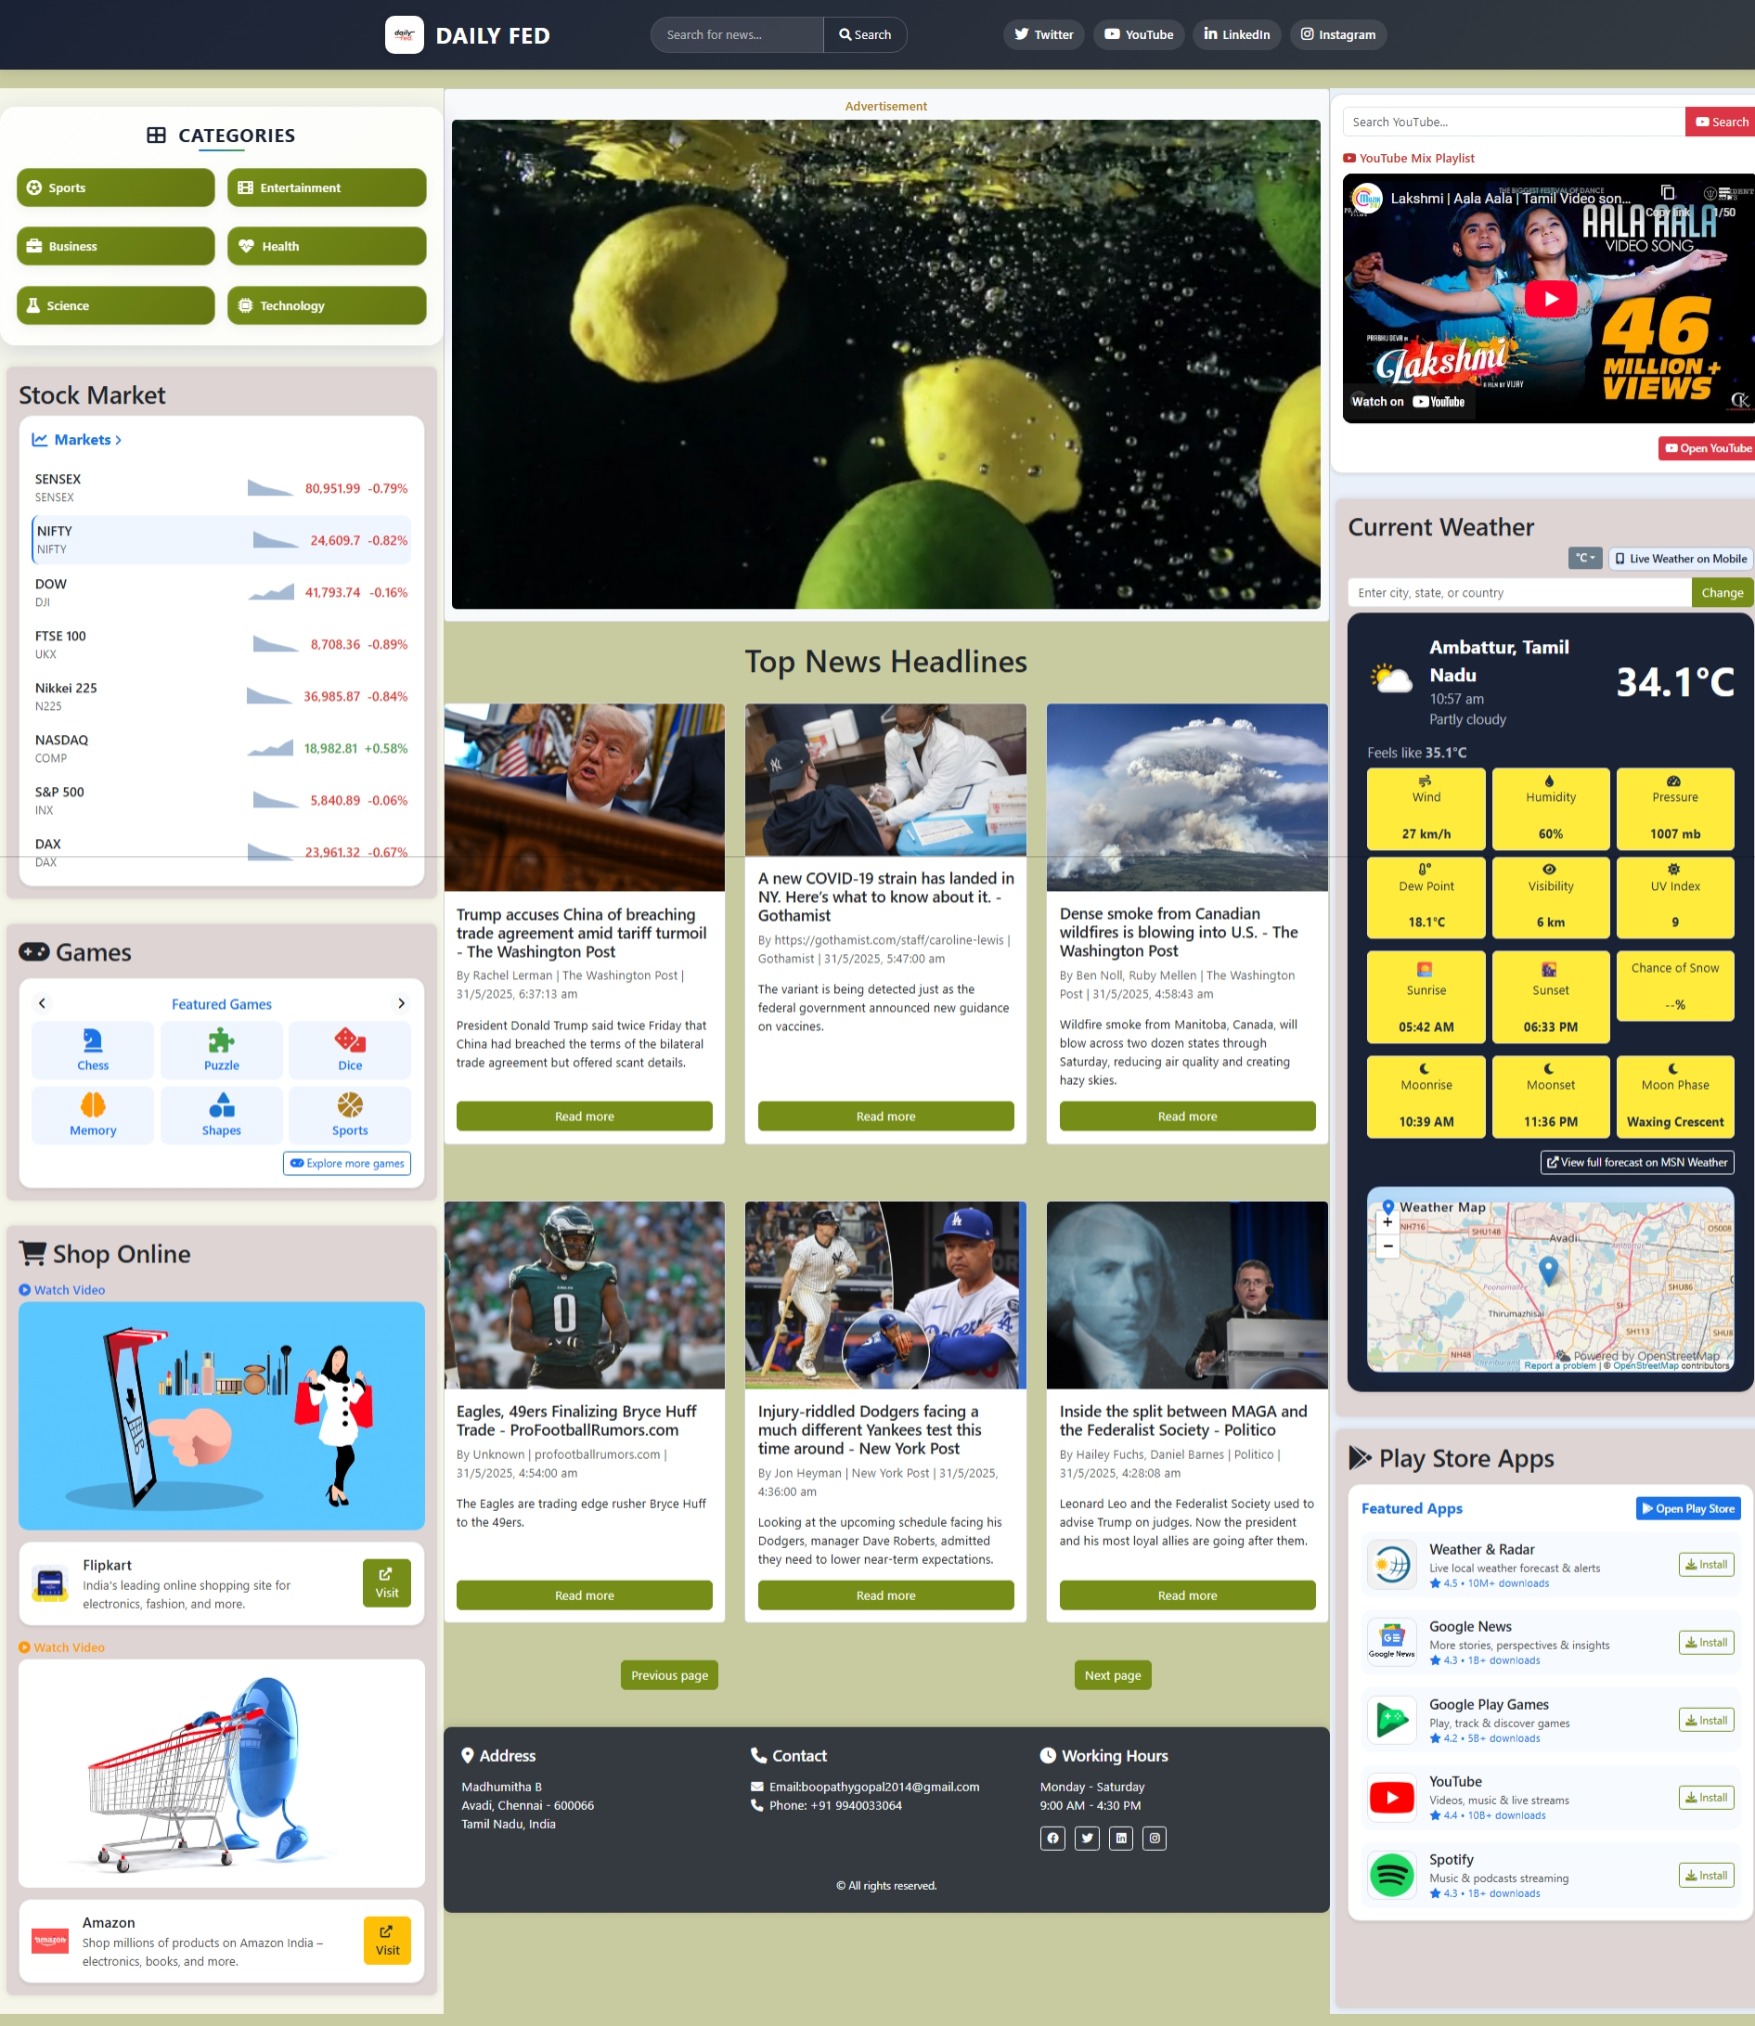 daily
fed.
DAILY FED
Search for news...
Search
Twitter
YouTube
LinkedIn
Instagram
CATEGORIES
Sports
Entertainment
Business
Health
Science
Technology
Stock Market
Markets
SENSEX
SENSEX
80,951.99 -0.79%
NIFTY
NIFTY
24,609.7 -0.82%
DOW
DJI
41,793.74 -0.16%
FTSE 100
UKX
8,708.36 -0.89%
Nikkei 225
N225
36,985.87 -0.84%
NASDAQ
COMP
18,982.81 +0.58%
S&P 500
INX
5,840.89 -0.06%
DAX
DAX
23,961.32 -0.67%
Games
Featured Games
Chess
Puzzle
Dice
Memory
Shapes
Sports
Explore more games
Shop Online
Watch Video
Flipkart
India's leading online shopping site for
electronics, fashion, and more.
Visit
Watch Video
Amazon
Shop millions of products on Amazon India –
electronics, books, and more.
Visit
Advertisement
Top News Headlines
Trump accuses China of breaching
trade agreement amid tariff turmoil
- The Washington Post
By Rachel Lerman | The Washington Post |
31/5/2025, 6:37:13 am
President Donald Trump said twice Friday that
China had breached the terms of the bilateral
trade agreement but offered scant details.
Read more
A new COVID-19 strain has landed in
NY. Here's what to know about it. -
Gothamist
By https://gothamist.com/staff/caroline-lewis |
Gothamist | 31/5/2025, 5:47:00 am
The variant is being detected just as the
federal government announced new guidance
on vaccines.
Read more
Dense smoke from Canadian
wildfires is blowing into U.S. - The
Washington Post
By Ben Noll, Ruby Mellen | The Washington
Post | 31/5/2025, 4:58:43 am
Wildfire smoke from Manitoba, Canada, will
blow across two dozen states through
Saturday, reducing air quality and creating
hazy skies.
Read more
Eagles, 49ers Finalizing Bryce Huff
Trade - ProFootballRumors.com
By Unknown | profootballrumors.com |
31/5/2025, 4:54:00 am
The Eagles are trading edge rusher Bryce Huff
to the 49ers.
Read more
Injury-riddled Dodgers facing a
much different Yankees test this
time around - New York Post
By Jon Heyman | New York Post | 31/5/2025,
4:36:00 am
Looking at the upcoming schedule facing his
Dodgers, manager Dave Roberts, admitted
they need to lower near-term expectations.
Read more
Inside the split between MAGA and
the Federalist Society - Politico
By Hailey Fuchs, Daniel Barnes | Politico |
31/5/2025, 4:28:08 am
Leonard Leo and the Federalist Society used to
advise Trump on judges. Now the president
and his most loyal allies are going after them.
Read more
Previous page
Next page
Address
Madhumitha B
Avadi, Chennai - 600066
Tamil Nadu, India
Contact
Email:boopathygopal2014@gmail.com
Phone: +91 9940033064
Working Hours
Monday - Saturday
9:00 AM - 4:30 PM
© All rights reserved.
Search YouTube...
Search
YouTube Mix Playlist
THE BIGGEST FESTIVAL OF DANCE
Lakshmi | Aala Aala | Tamil Video son...
Copy link
1/50
AALA AALA
VIDEO SONG
PRABHU DEVA in
Lakshmi
A FILM BY VIJAY
46
MILLION +
VIEWS
Watch on YouTube
Open YouTube
Current Weather
°C
Live Weather on Mobile
Enter city, state, or country
Change
Ambattur, Tamil
Nadu
10:57 am
Partly cloudy
34.1°C
Feels like 35.1°C
Wind
27 km/h
Humidity
60%
Pressure
1007 mb
Dew Point
18.1°C
Visibility
6 km
UV Index
9
Sunrise
05:42 AM
Sunset
06:33 PM
Chance of Snow
--%
Moonrise
10:39 AM
Moonset
11:36 PM
Moon Phase
Waxing Crescent
View full forecast on MSN Weather
Weather Map
+
−
NH716
SHU148
Avadi
Ambattur
O5008
SHU86
Poonamallee
Thirumazhisai
SH113
SHU8
NH48
Powered by OpenStreetMap
Report a problem | © OpenStreetMap contributors
Play Store Apps
Featured Apps
Open Play Store
Weather & Radar
Live local weather forecast & alerts
4.5 • 10M+ downloads
Install
Google News
Google News
More stories, perspectives & insights
4.3 • 1B+ downloads
Install
Google Play Games
Play, track & discover games
4.2 • 5B+ downloads
Install
YouTube
Videos, music & live streams
4.4 • 10B+ downloads
Install
Spotify
Music & podcasts streaming
4.3 • 1B+ downloads
Install